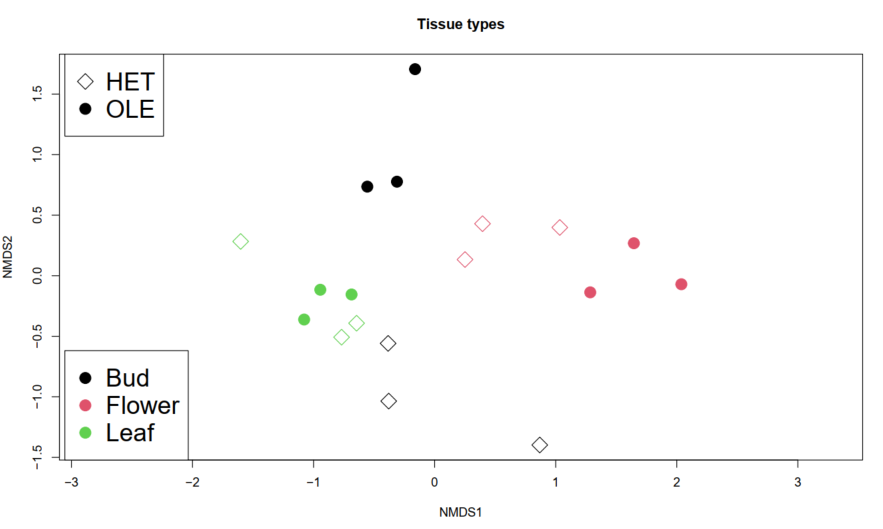 Tissue types
HET
OLE
Bud
Flower
Leaf
NMDS2
1.5
1.0
0.5
0.0
−0.5
−1.0
−1.5
−3
−2
−1
0
1
2
3
NMDS1